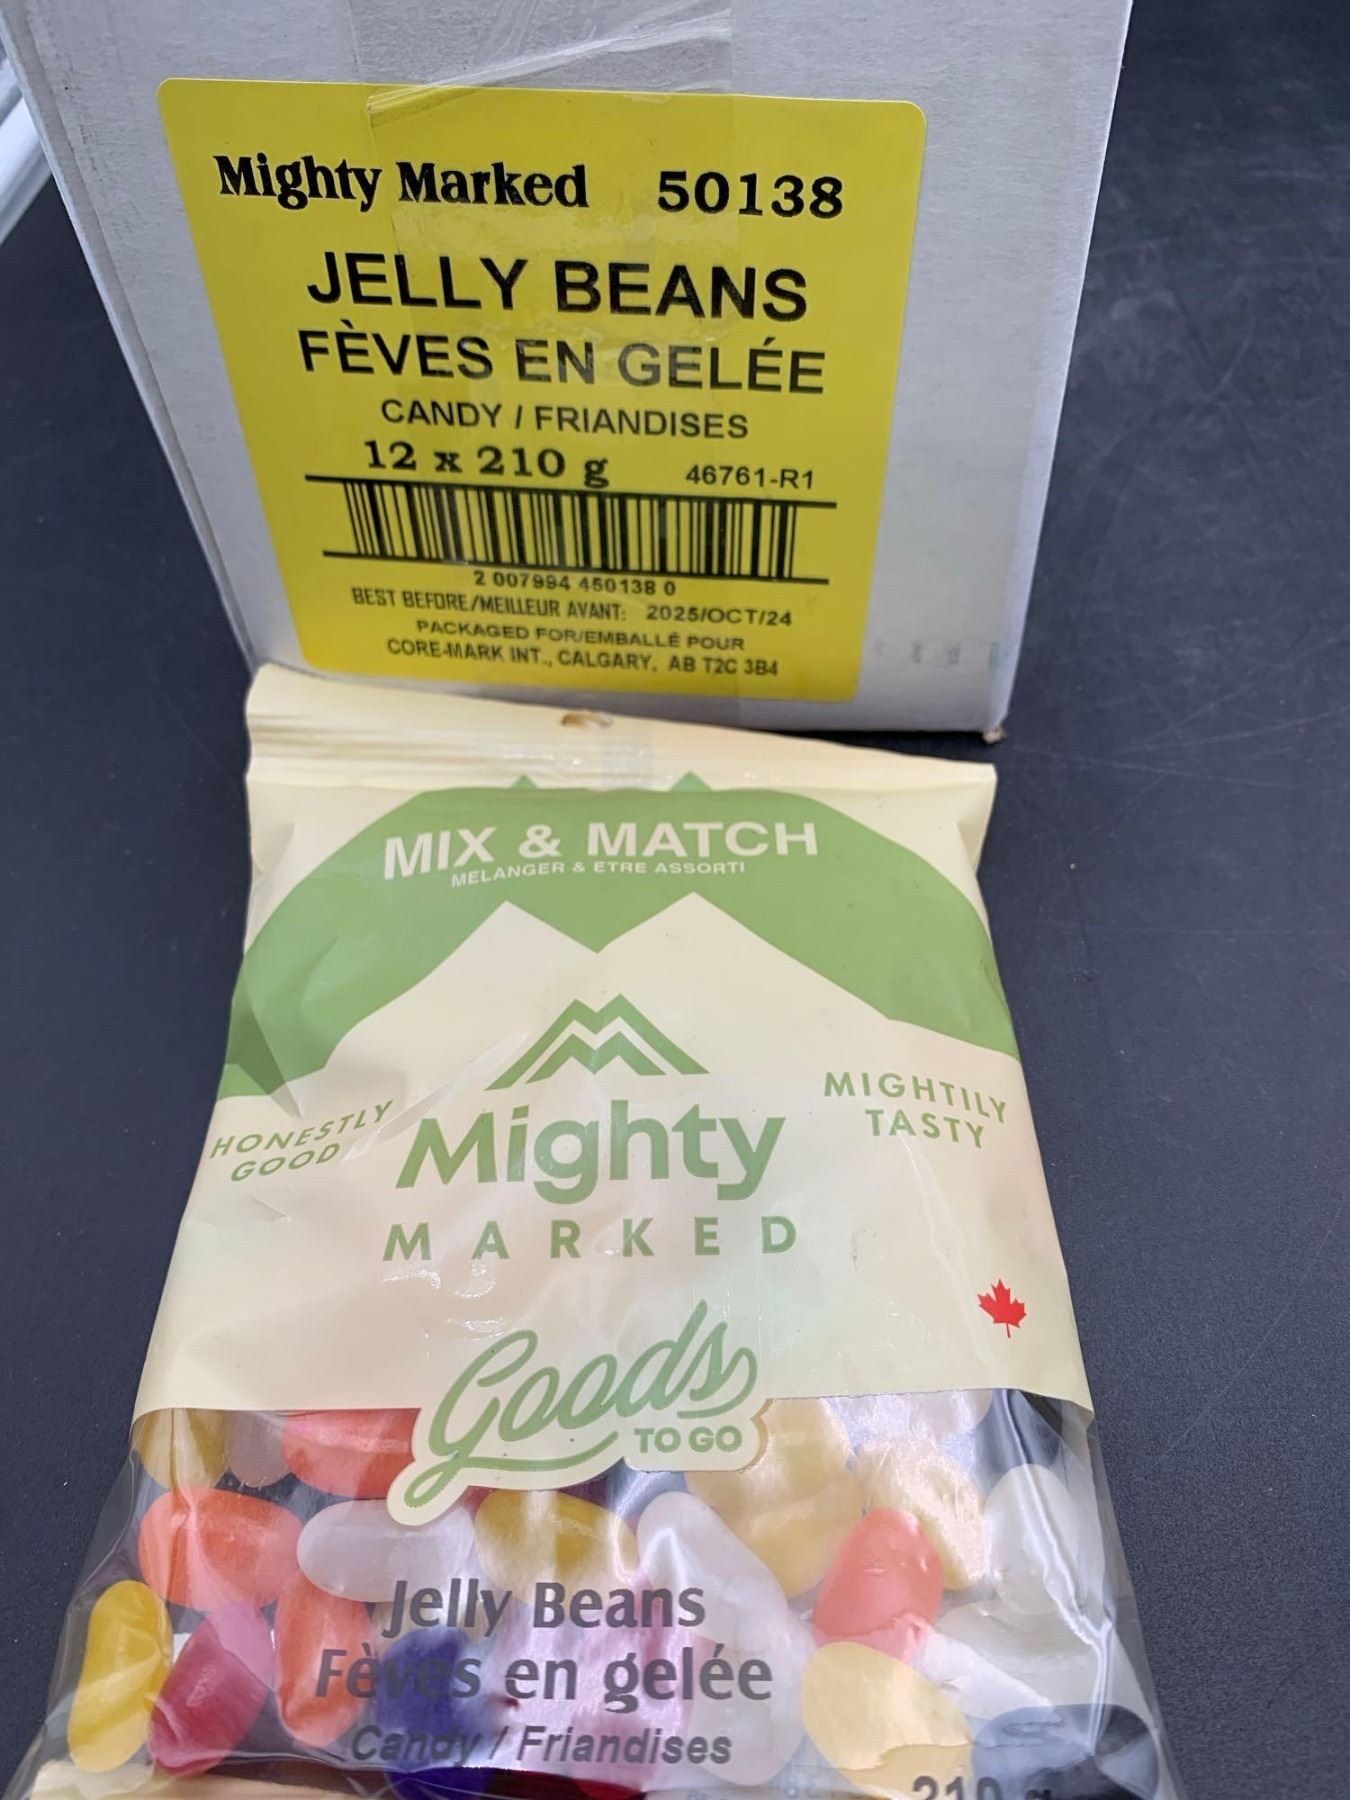 Mighty Marked 50138
JELLY BEANS
FÈVES EN GELÉE
CANDY / FRIANDISES
12 x 210 g 46761-R1
2 007994 450138 0
BEST BEFORE/MEILLEUR AVANT: 2025/OCT/24
PACKAGED FOR/EMBALLÉ POUR
CORE-MARK INT., CALGARY, AB T2C 3B4
MIX & MATCH
MELANGER & ETRE ASSORTI
HONESTLY
GOOD
MIGHTILY
TASTY
Mighty
MARKED
Goods
TO GO
Jelly Beans
Fèves en gelée
Candy / Friandises
210 g